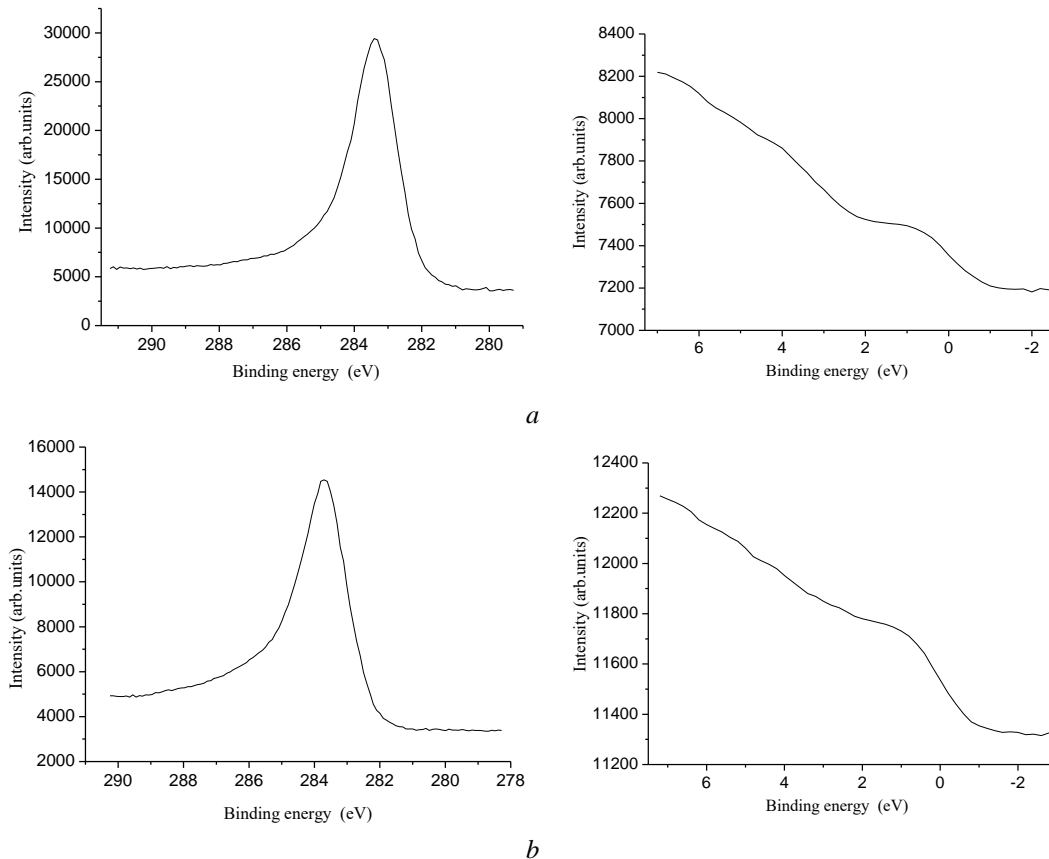 30000
25000
20000
15000
10000
5000
0
Intensity (arb.units)
290 288 286 284 282 280
Binding energy (eV)
8400
8200
8000
7800
7600
7400
7200
7000
Intensity (arb.units)
6 4 2 0 -2
Binding energy (eV)
a
16000
14000
12000
10000
8000
6000
4000
2000
Intensity (arb.units)
290 288 286 284 282 280 278
Binding energy (eV)
12400
12200
12000
11800
11600
11400
11200
Intensity (arb.units)
6 4 2 0 -2
Binding energy (eV)
b